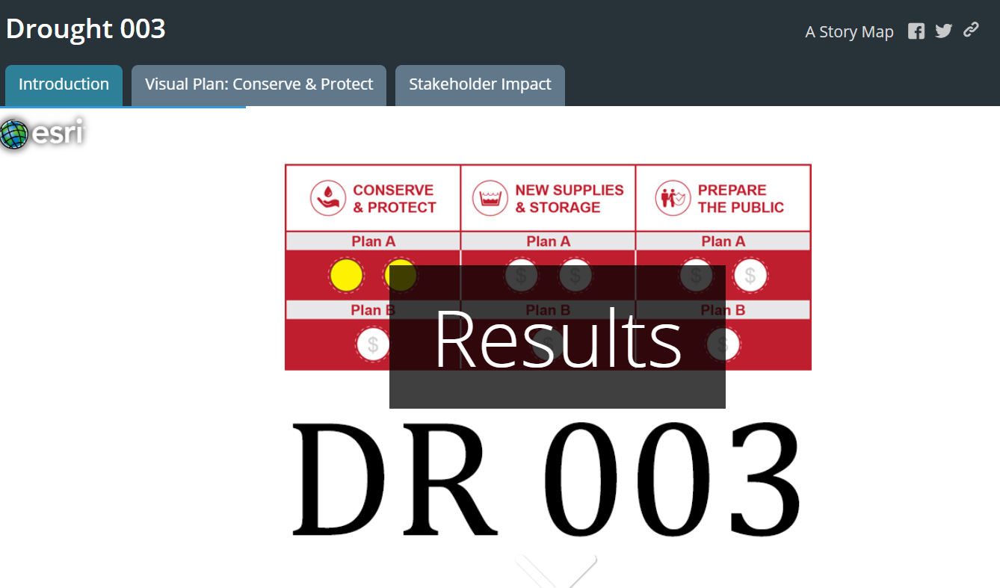 Drought 003
A Story Map
Introduction
Visual Plan: Conserve & Protect
Stakeholder Impact
esri
CONSERVE
& PROTECT
NEW SUPPLIES
& STORAGE
PREPARE
THE PUBLIC
Plan A
Plan A
Plan A
$ $
$ $
Plan B
Plan B
Plan B
$
$
$
Results
DR 003